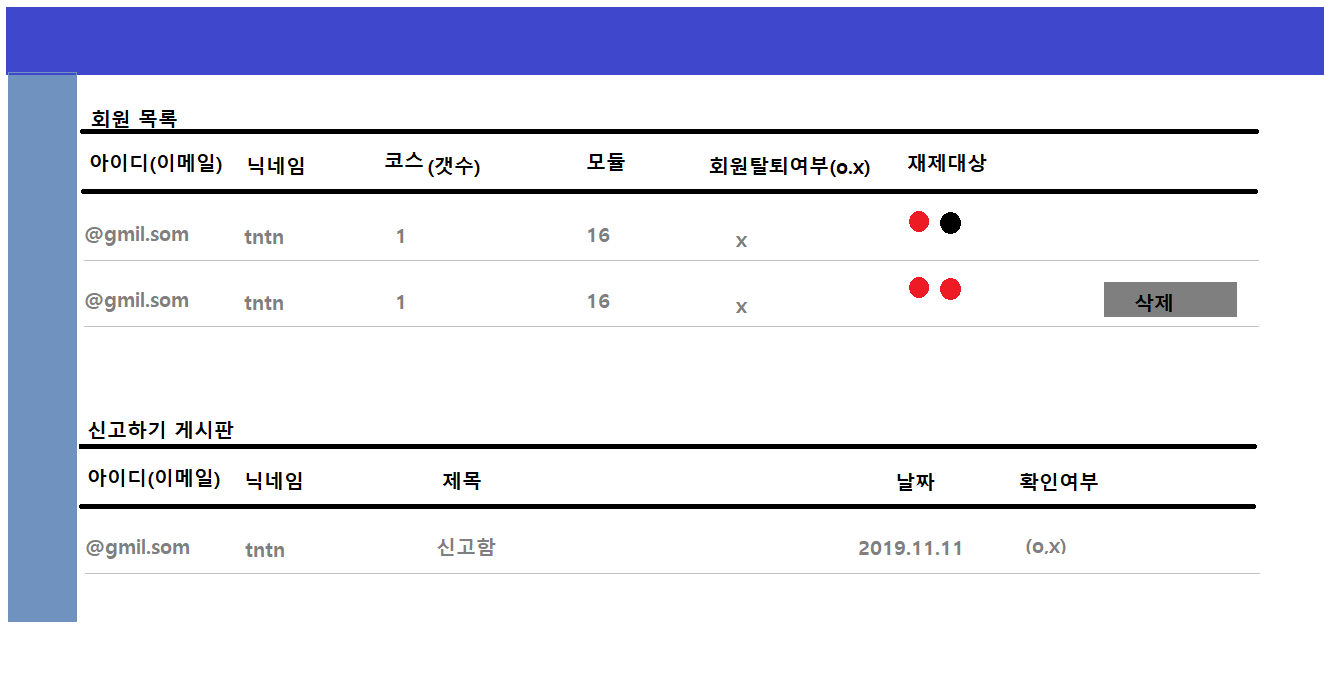 회원 목록
아이디(이메일) 닉네임 코스 (갯수) 모듈 회원탈퇴여부(o.x) 재제대상
@gmil.som tntn 1 16 x
@gmil.som tntn 1 16 x 삭제
신고하기 게시판
아이디(이메일) 닉네임 제목 날짜 확인여부
@gmil.som tntn 신고함 2019.11.11 (o,x)